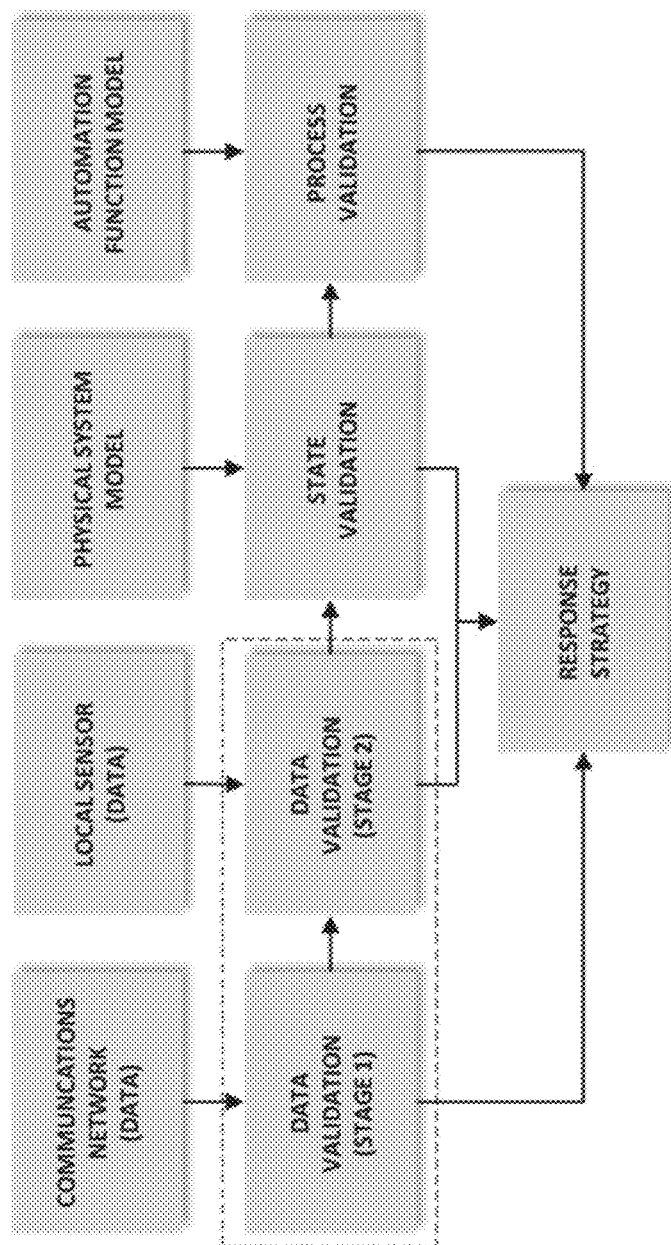 COMMUNCATIONS
NETWORK
(DATA)
LOCAL SENSOR
(DATA)
PHYSICAL SYSTEM
MODEL
AUTOMATION
FUNCTION MODEL
DATA
VALIDATION
(STAGE 1)
DATA
VALIDATION
(STAGE 2)
STATE
VALIDATION
PROCESS
VALIDATION
RESPONSE
STRATEGY